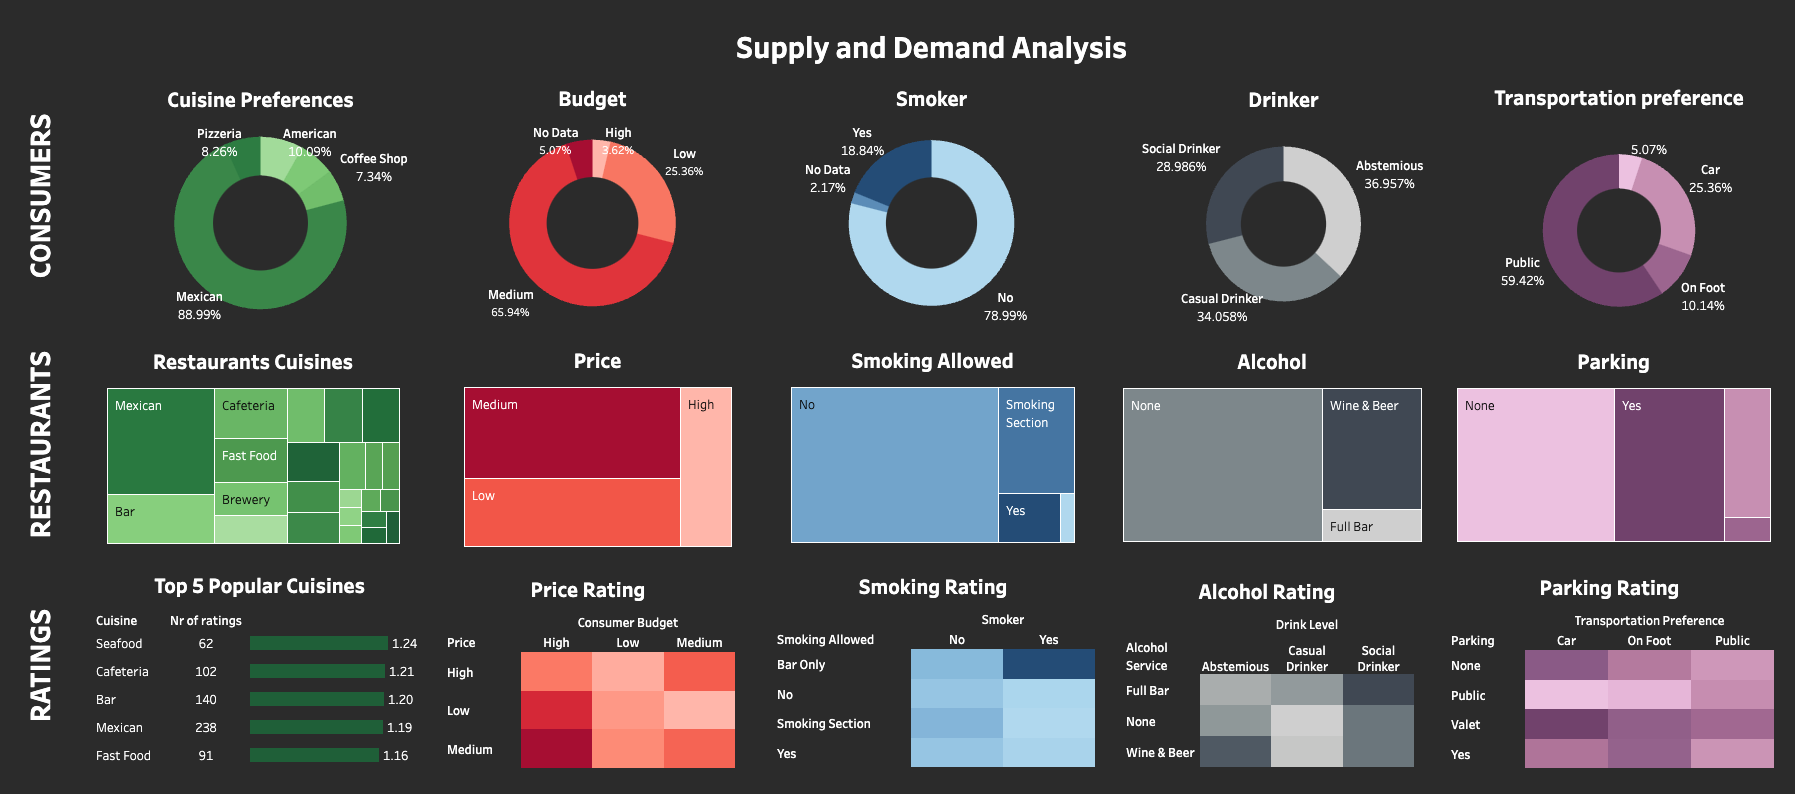 Supply and Demand Analysis
CONSUMERS
Cuisine Preferences
Pizzeria
8.26%
American
10.09%
Coffee Shop
7.34%
Mexican
88.99%
Budget
No Data
5.07%
High
3.62%
Low
25.36%
Medium
65.94%
Smoker
Yes
18.84%
No Data
2.17%
No
78.99%
Drinker
Social Drinker
28.986%
Abstemious
36.957%
Casual Drinker
34.058%
Transportation preference
5.07%
Car
25.36%
Public
59.42%
On Foot
10.14%
RESTAURANTS
Restaurants Cuisines
Mexican
Cafeteria
Fast Food
Brewery
Bar
Price
Medium
High
Low
Smoking Allowed
No
Smoking
Section
Yes
Alcohol
None
Wine & Beer
Full Bar
Parking
None
Yes
RATINGS
Top 5 Popular Cuisines
Cuisine Nr of ratings
Seafood 62 1.24
Cafeteria 102 1.21
Bar 140 1.20
Mexican 238 1.19
Fast Food 91 1.16
Price Rating
Consumer Budget
Price High Low Medium
High
Low
Medium
Smoking Rating
Smoker
Smoking Allowed No Yes
Bar Only
No
Smoking Section
Yes
Alcohol Rating
Drink Level
Alcohol
Service
Abstemious
Casual
Drinker
Social
Drinker
Full Bar
None
Wine & Beer
Parking Rating
Transportation Preference
Parking Car On Foot Public
None
Public
Valet
Yes